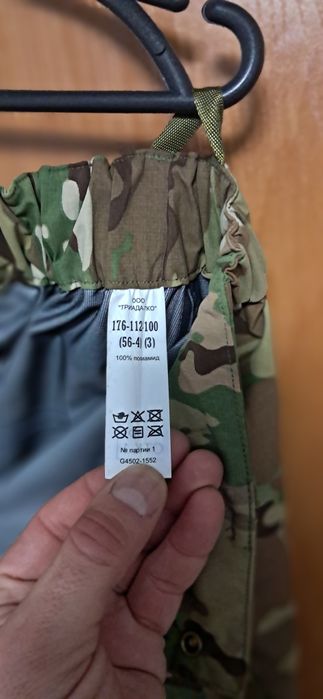 ООО
"ТРИАДА-ТКО"
176-112-100
(56-4) (3)
100% полиамид
№ партии 1
G4502-1552